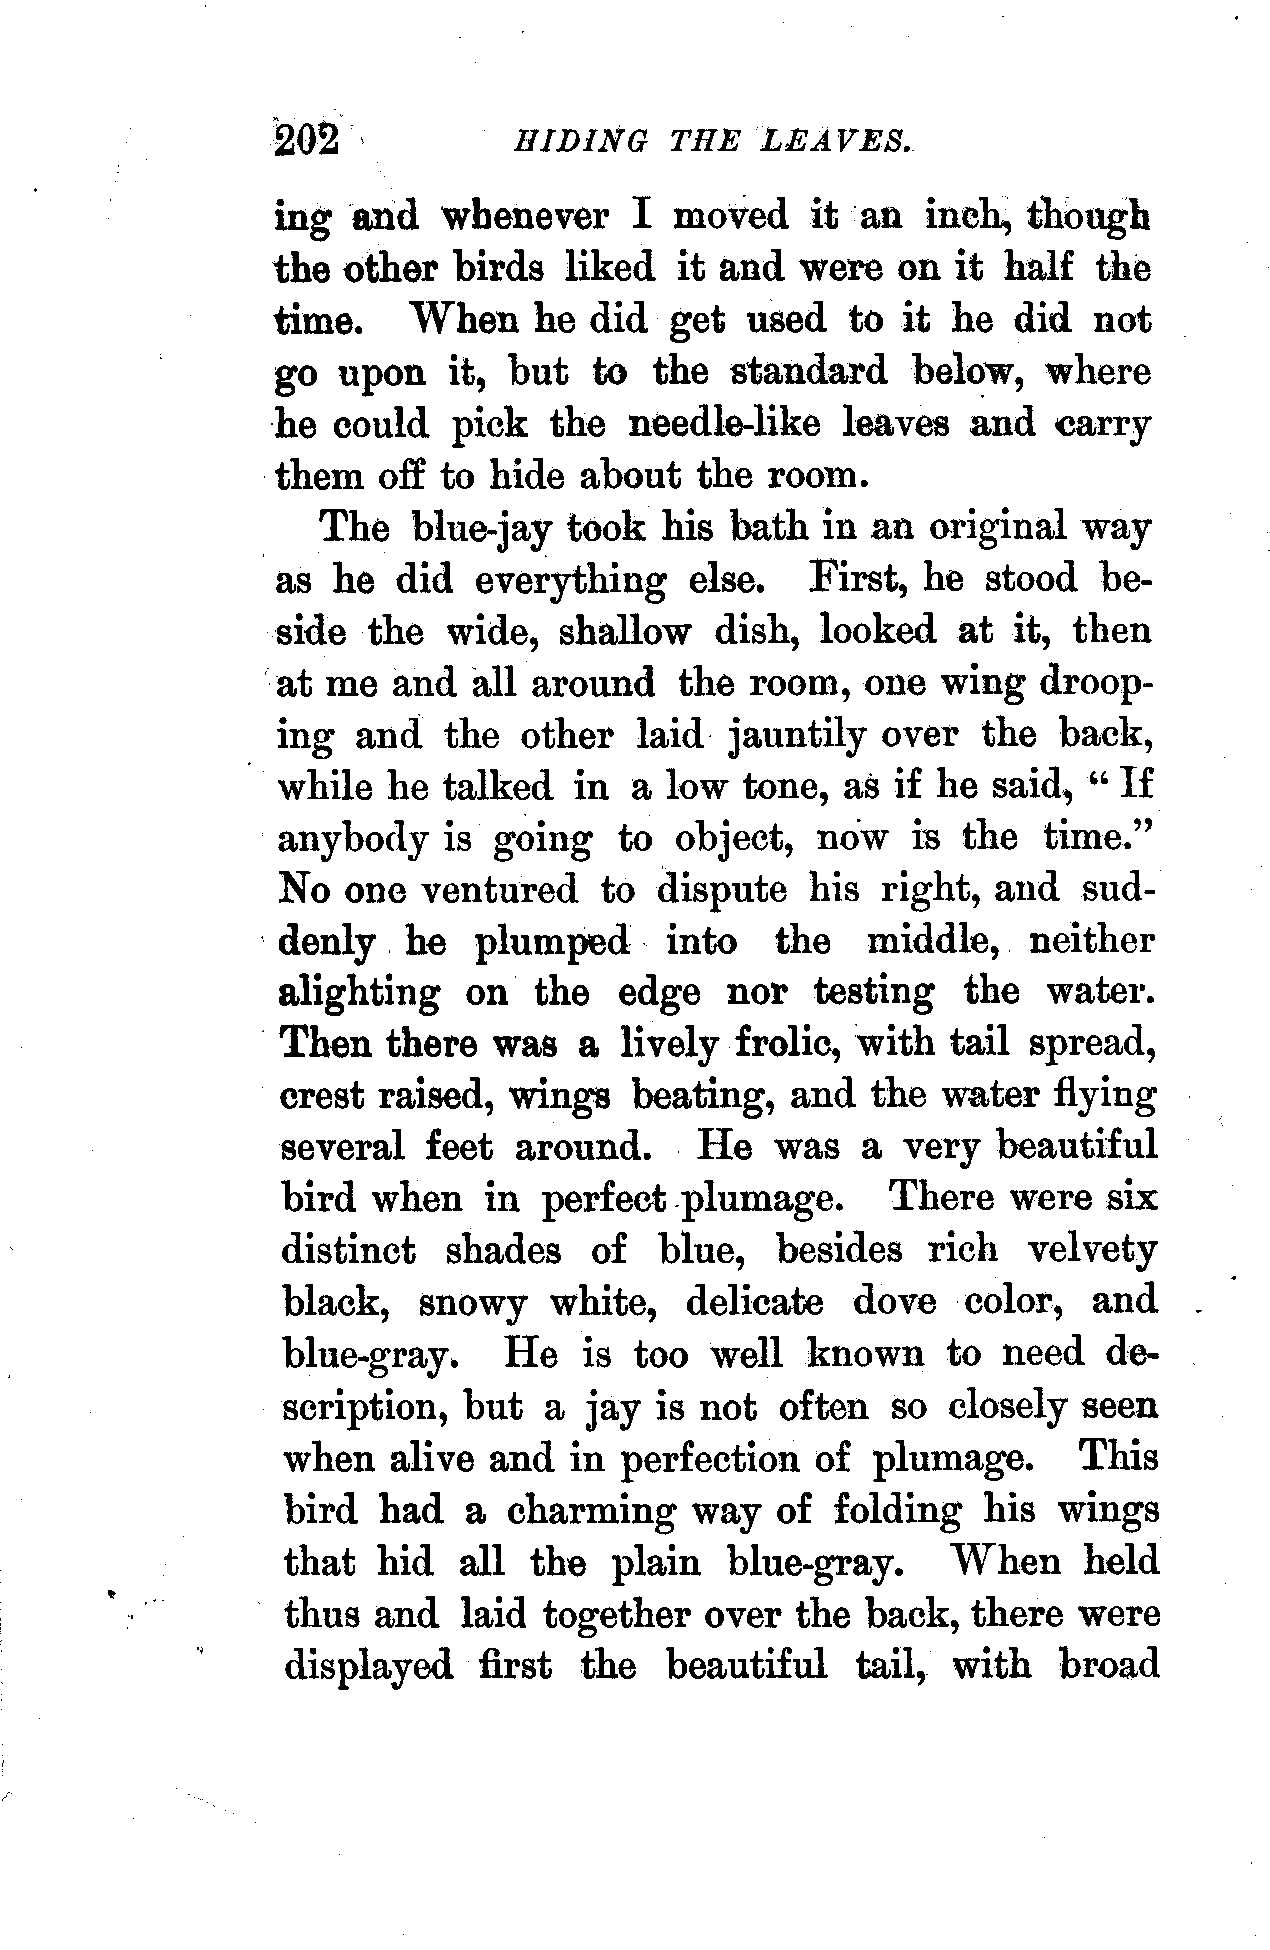 202 HIDING THE LEAVES.
ing and whenever I moved it an inch, though
the other birds liked it and were on it half the
time. When he did get used to it he did not
go upon it, but to the standard below, where
he could pick the needle-like leaves and carry
them off to hide about the room.
The blue-jay took his bath in an original way
as he did everything else. First, he stood be-
side the wide, shallow dish, looked at it, then
at me and all around the room, one wing droop-
ing and the other laid jauntily over the back,
while he talked in a low tone, as if he said, “ If
anybody is going to object, now is the time.”
No one ventured to dispute his right, and sud-
denly he plumped into the middle, neither
alighting on the edge nor testing the water.
Then there was a lively frolic, with tail spread,
crest raised, wings beating, and the water flying
several feet around. He was a very beautiful
bird when in perfect plumage. There were six
distinct shades of blue, besides rich velvety
black, snowy white, delicate dove color, and
blue-gray. He is too well known to need de-
scription, but a jay is not often so closely seen
when alive and in perfection of plumage. This
bird had a charming way of folding his wings
that hid all the plain blue-gray. When held
thus and laid together over the back, there were
displayed first the beautiful tail, with broad